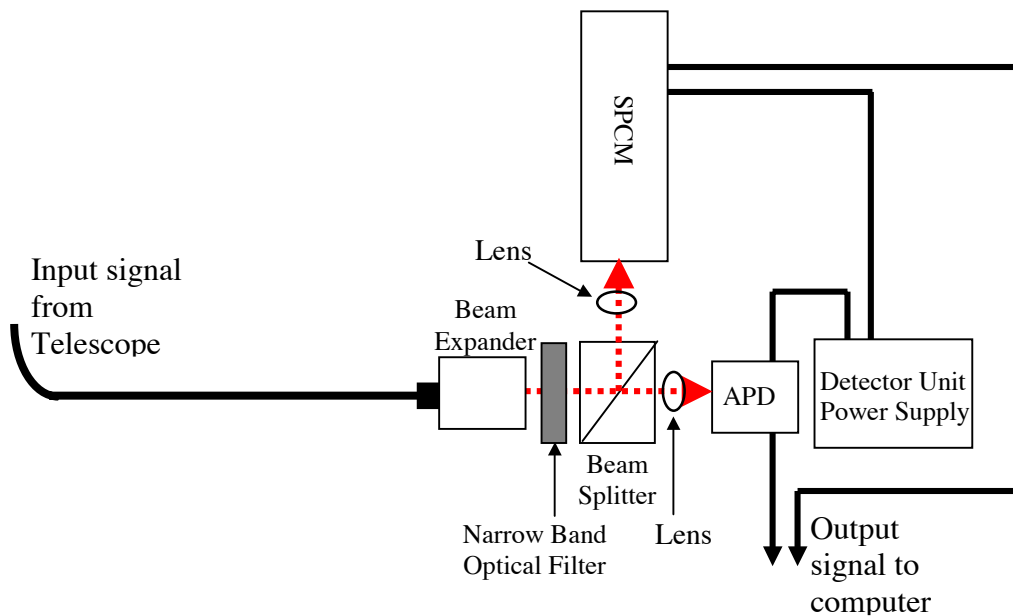 SPCM
Lens
Input signal
from
Telescope
Beam
Expander
APD
Detector Unit
Power Supply
Beam
Splitter
Narrow Band
Optical Filter
Lens
Output
signal to
computer